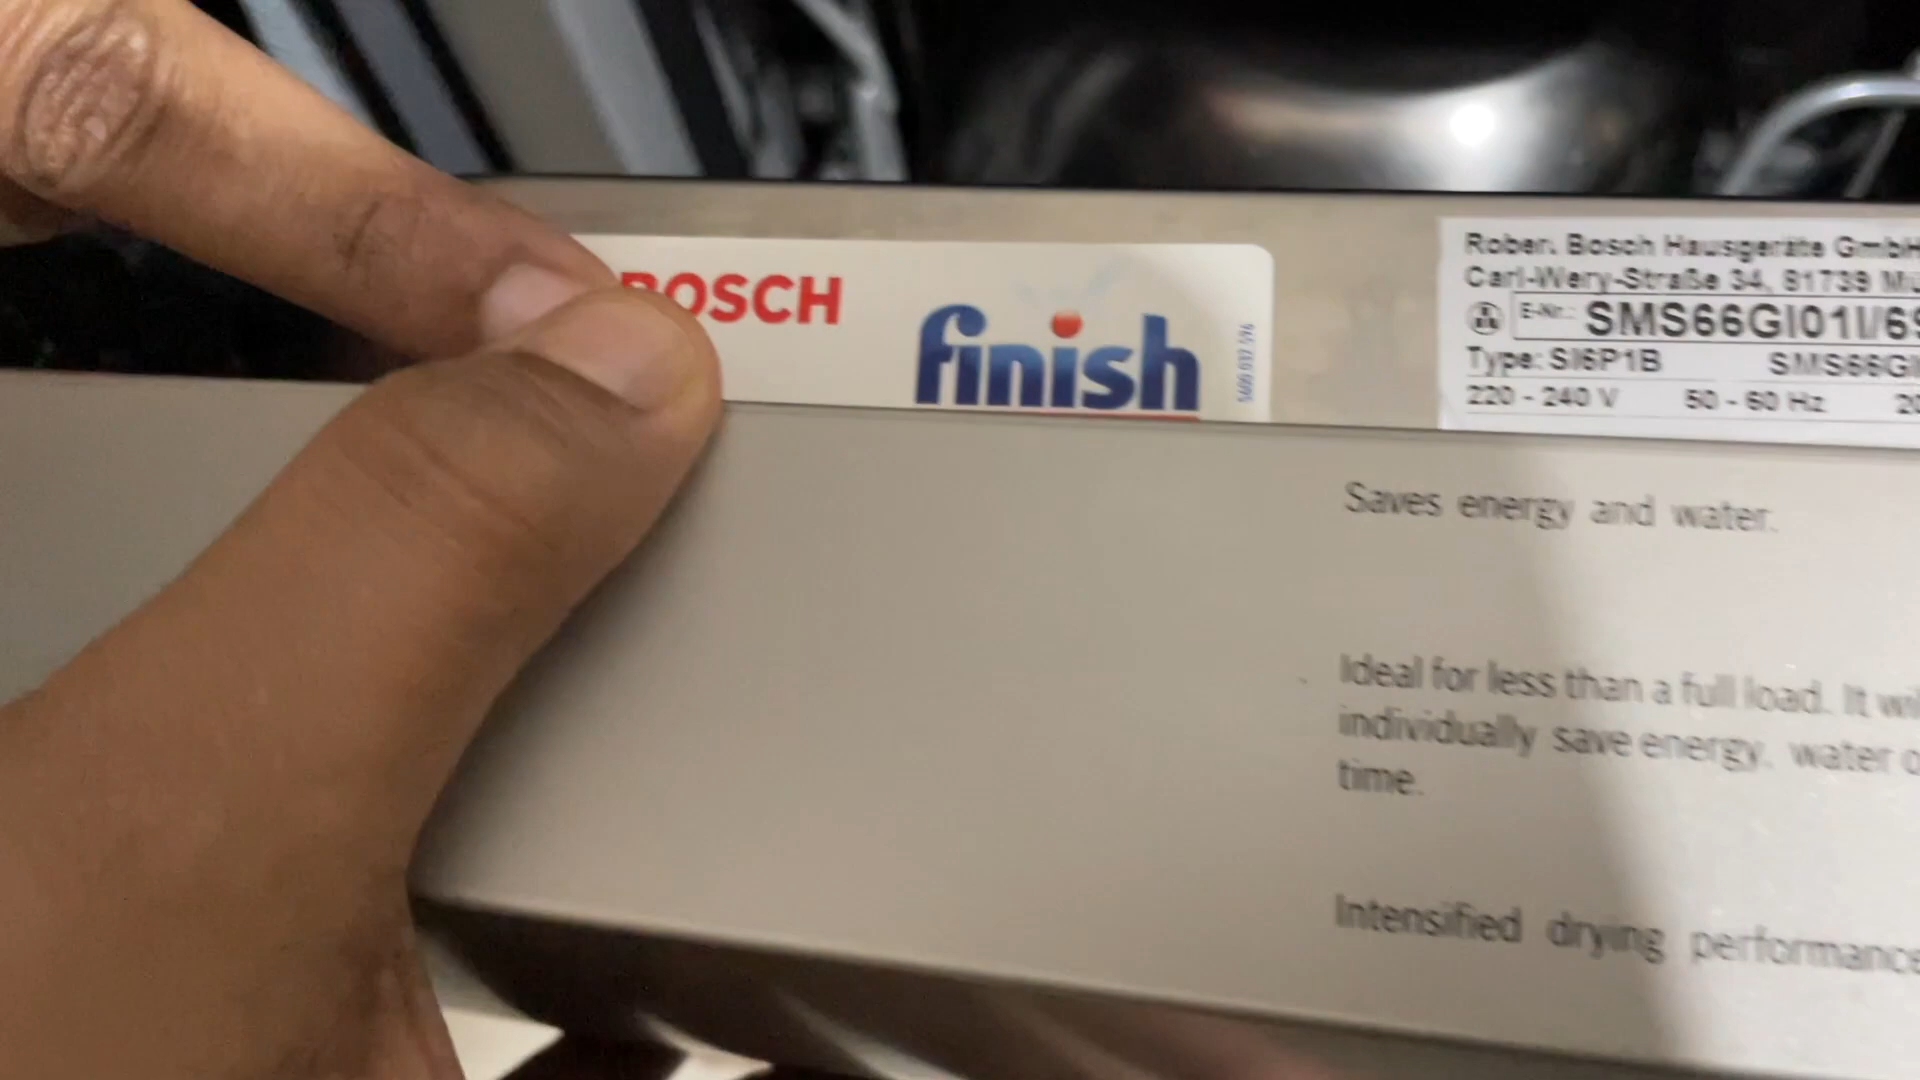 BOSCH
finish
Rober. Bosch Hausgeräte GmbH
Carl-Wery-Straße 34, 81739 Mü
E-Nr.: SMS66GI01I/69
Type: SI6P1B SMS66GI
220 - 240 V 50 - 60 Hz 20
Saves energy and water.
Ideal for less than a full load. It wil
individually save energy, water o
time.
Intensified drying performance